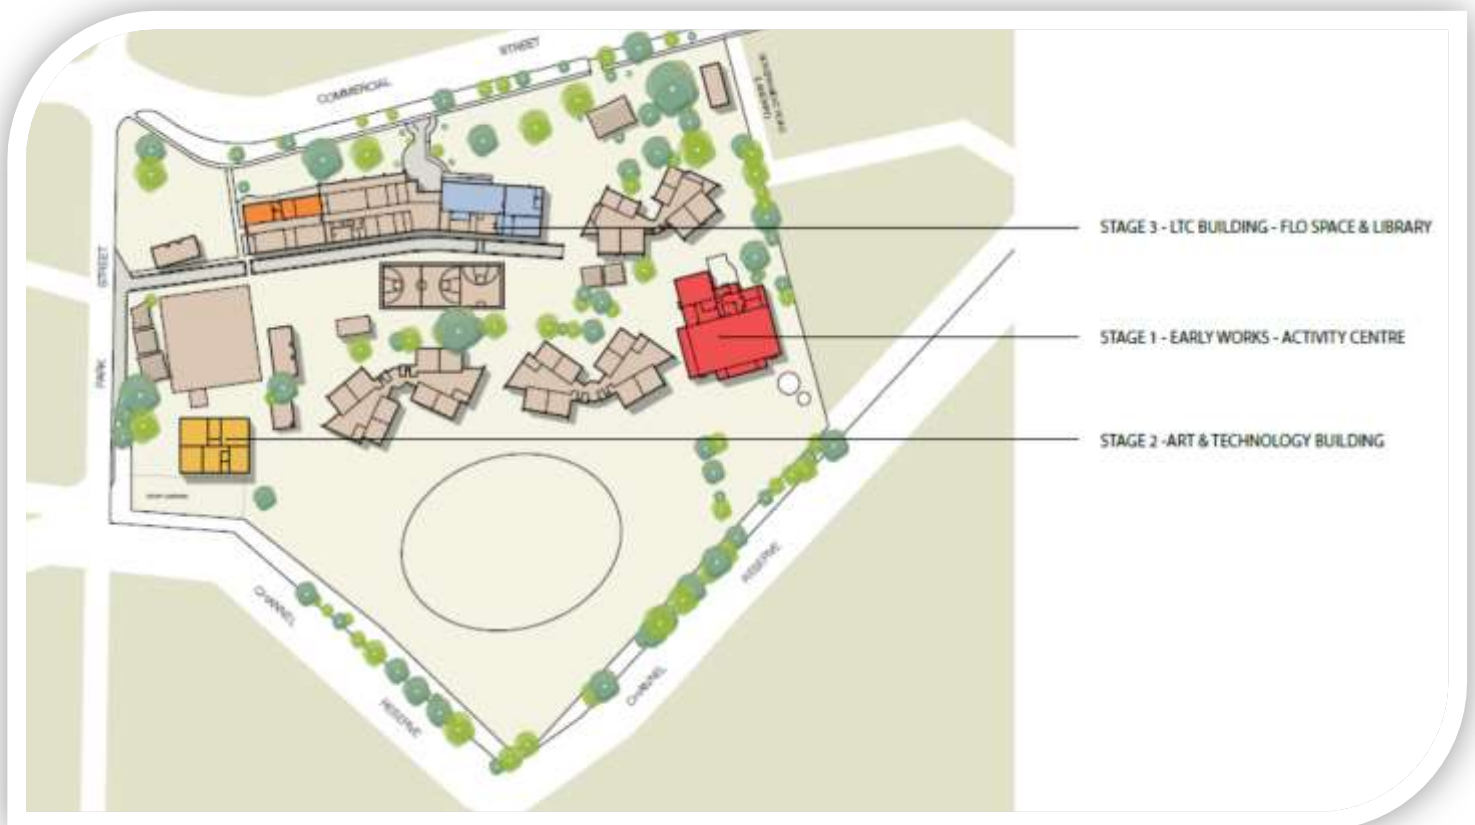 COMMERCIAL STREET
STAGE 3 - LTC BUILDING - FLO SPACE & LIBRARY
STREET
PARK
STAGE 1 - EARLY WORKS - ACTIVITY CENTRE
STAGE 2 -ART & TECHNOLOGY BUILDING
CHANNEL
RESERVE
CHANNEL
RESERVE